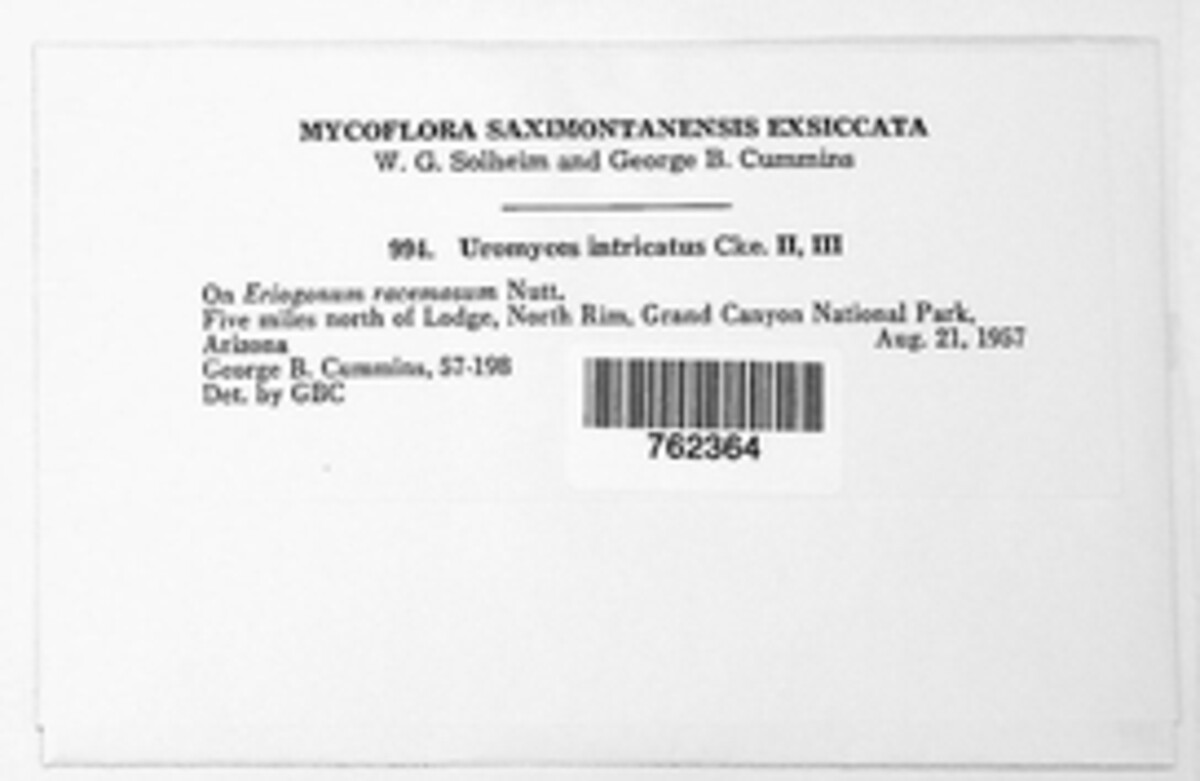 MYCOFLORA SAXIMONTANENSIS EXSICCATA
W. G. Solheim and George B. Cummins
994. Uromyces intricatus Cke. II, III
On Eriogonum racemosum Nutt.
Five miles north of Lodge, North Rim, Grand Canyon National Park,
Arizona Aug. 21, 1957
George B. Cummins, 57-198
Det. by GBC
762364